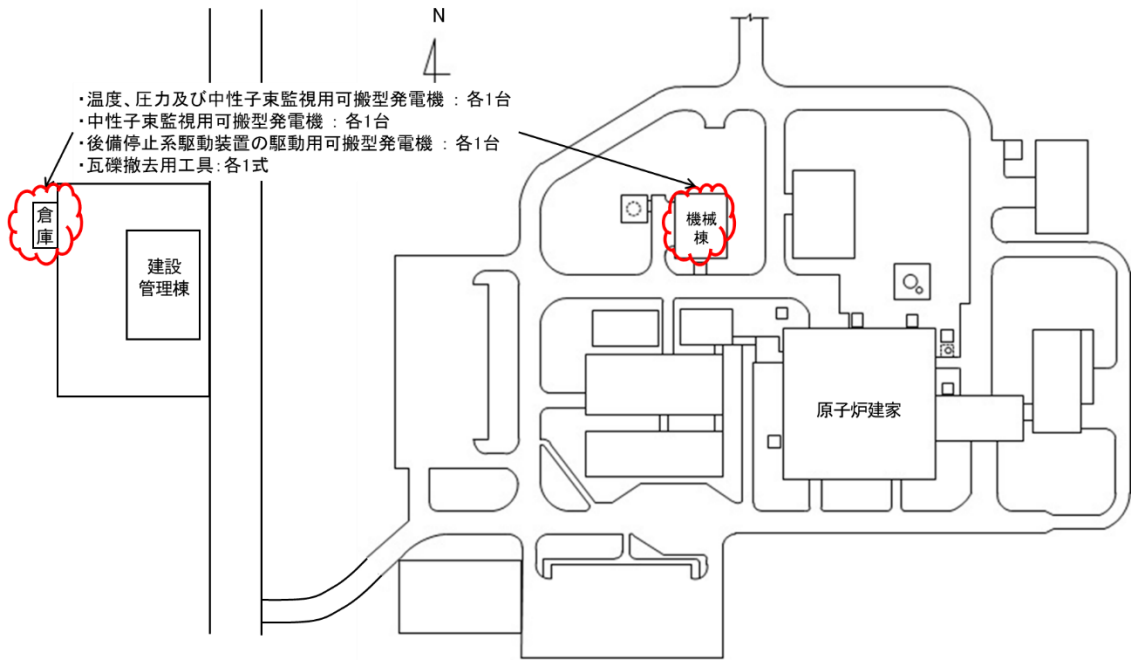 N
・温度、圧力及び中性子束監視用可搬型発電機 : 各1台
・中性子束監視用可搬型発電機 : 各1台
・後備停止系駆動装置の駆動用可搬型発電機 : 各1台
・瓦礫撤去用工具:各1式
倉
庫
機械
棟
建設
管理棟
原子炉建家